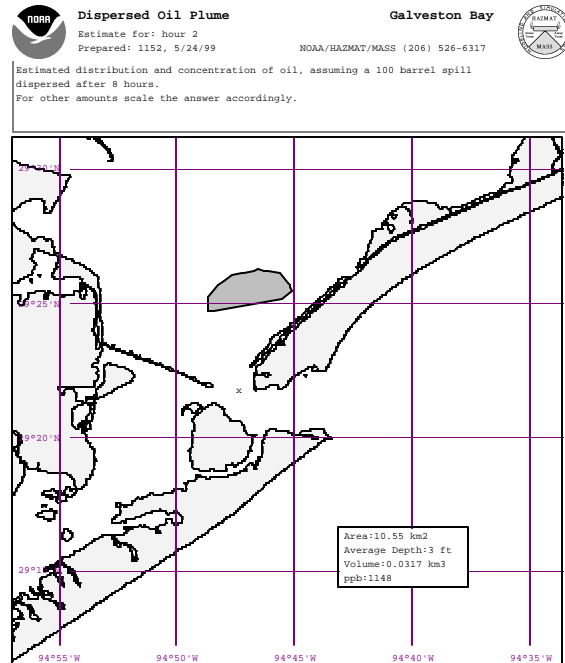 NOAA
Dispersed Oil Plume
Galveston Bay
Estimate for: hour 2
Prepared: 1152, 5/24/99
NOAA/HAZMAT/MASS (206) 526-6317
HAZMAT
MASS
Estimated distribution and concentration of oil, assuming a 100 barrel spill
dispersed after 8 hours.
For other amounts scale the answer accordingly.
29°25'N
x
29°20'N
Area:10.55 km2
Average Depth:3 ft
Volume:0.0317 km3
ppb:1148
94°55'W
94°50'W
94°45'W
94°40'W
94°35'W